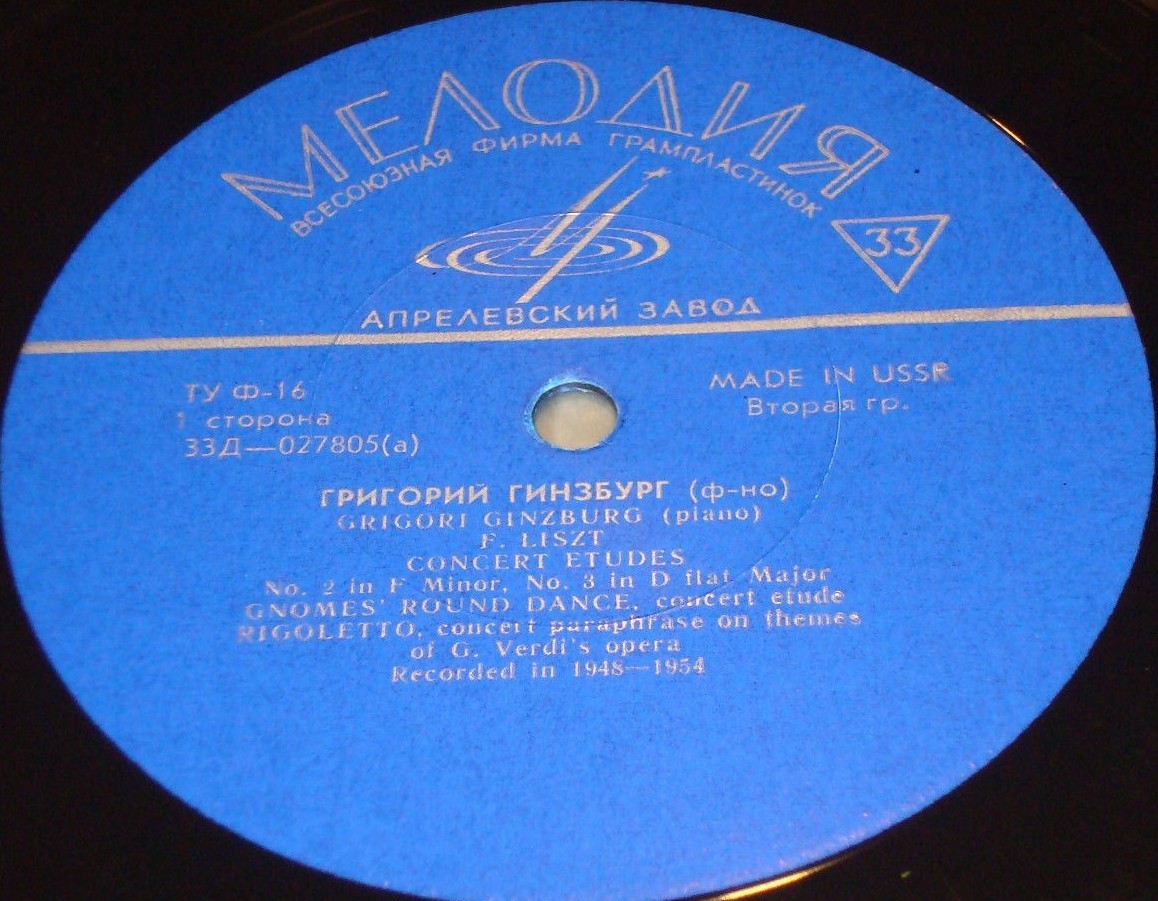 МЕЛОДИЯ
ВСЕСОЮЗНАЯ ФИРМА ГРАМПЛАСТИНОК
33
АПРЕЛЕВСКИЙ ЗАВОД
ТУ Ф-16
1 сторона
33Д—027805(а)
MADE IN USSR
Вторая гр.
ГРИГОРИЙ ГИНЗБУРГ (ф-но)
GRIGORI GINZBURG (piano)
F. LISZT
CONCERT ETUDES
No. 2 in F Minor, No. 3 in D flat Major
GNOMES' ROUND DANCE, concert etude
RIGOLETTO, concert paraphrase on themes
of G. Verdi's opera
Recorded in 1948—1954